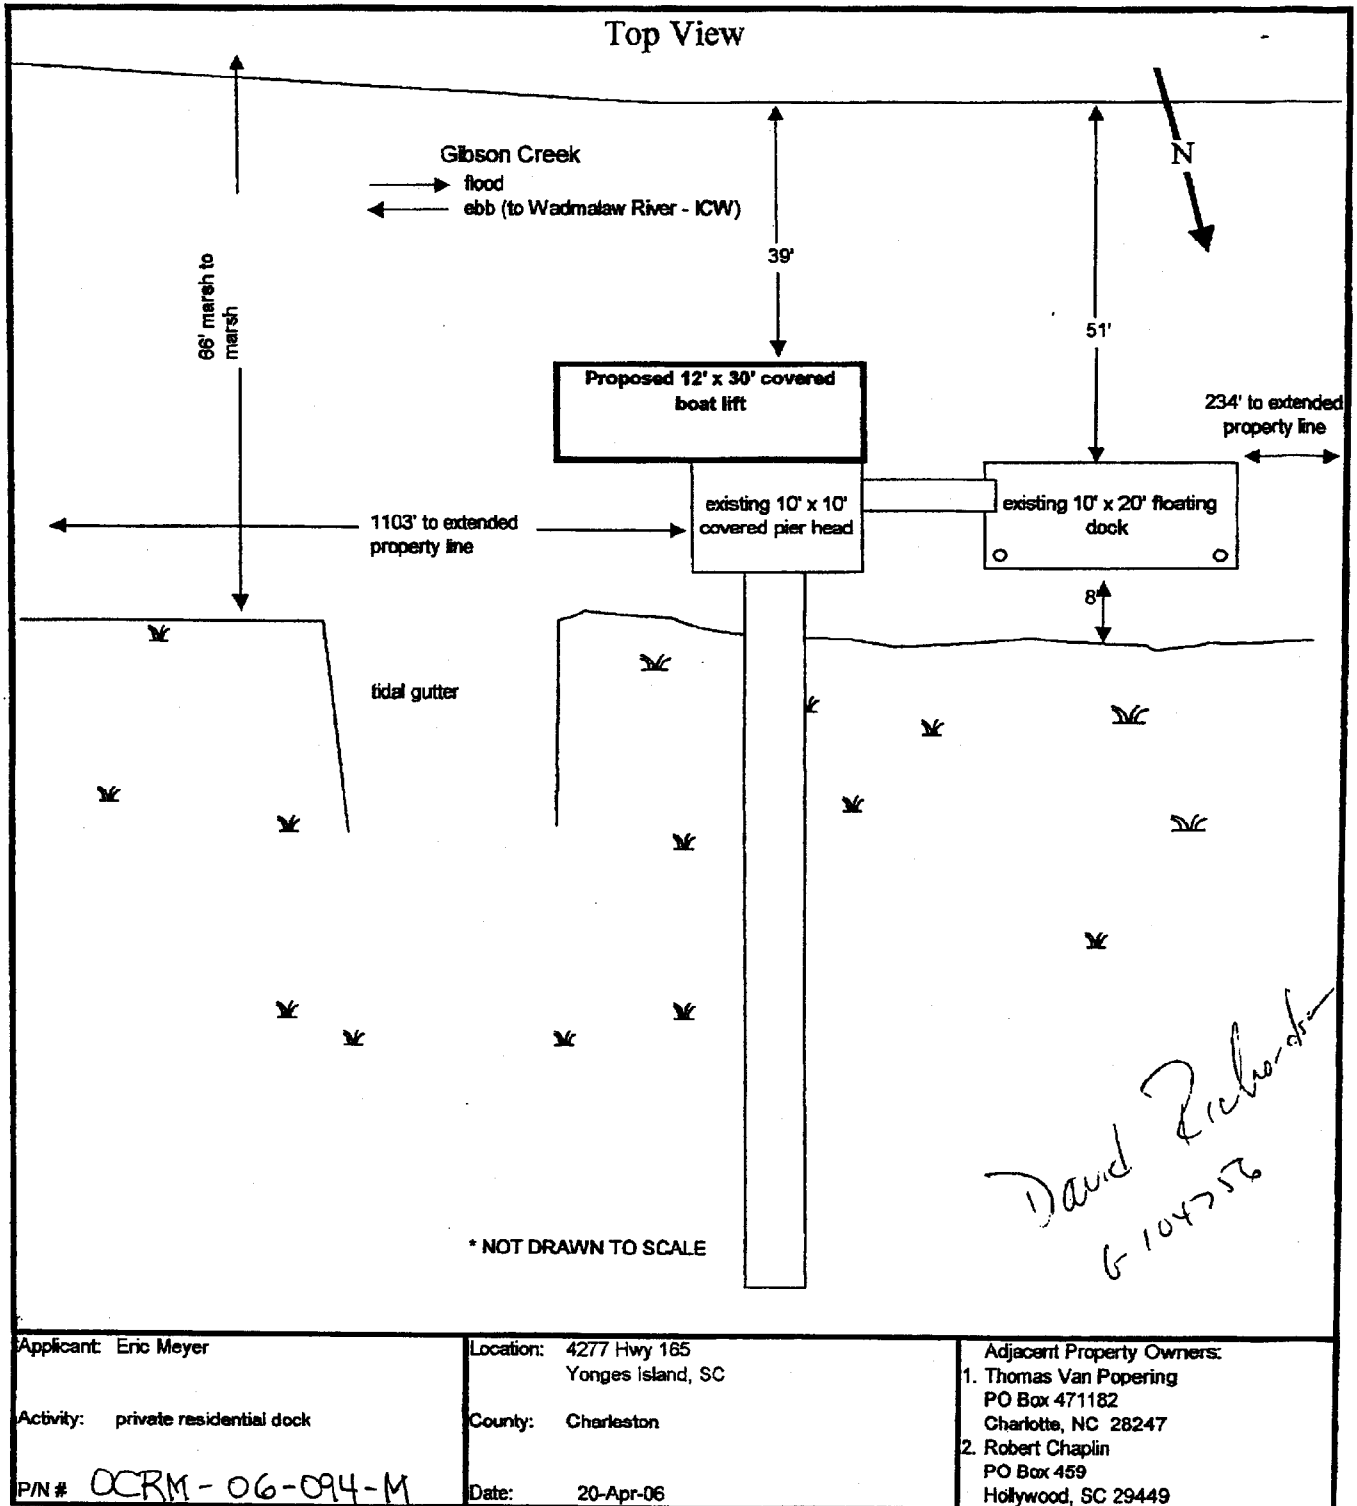 Top View
N
Gibson Creek
flood
ebb (to Wadmalaw River - ICW)
39'
51'
66' marsh to
marsh
Proposed 12' x 30' covered
boat lift
234' to extended
property line
existing 10' x 10'
covered pier head
existing 10' x 20' floating
dock
1103' to extended
property line
8'
tidal gutter
David Richardson
G 104756
* NOT DRAWN TO SCALE
Applicant: Eric Meyer
Activity: private residential dock
P/N # OCRM-06-094-M
Location: 4277 Hwy 165
Yonges Island, SC
County: Charleston
Date: 20-Apr-06
Adjacent Property Owners:
1. Thomas Van Popering
PO Box 471182
Charlotte, NC 28247
2. Robert Chaplin
PO Box 459
Hollywood, SC 29449